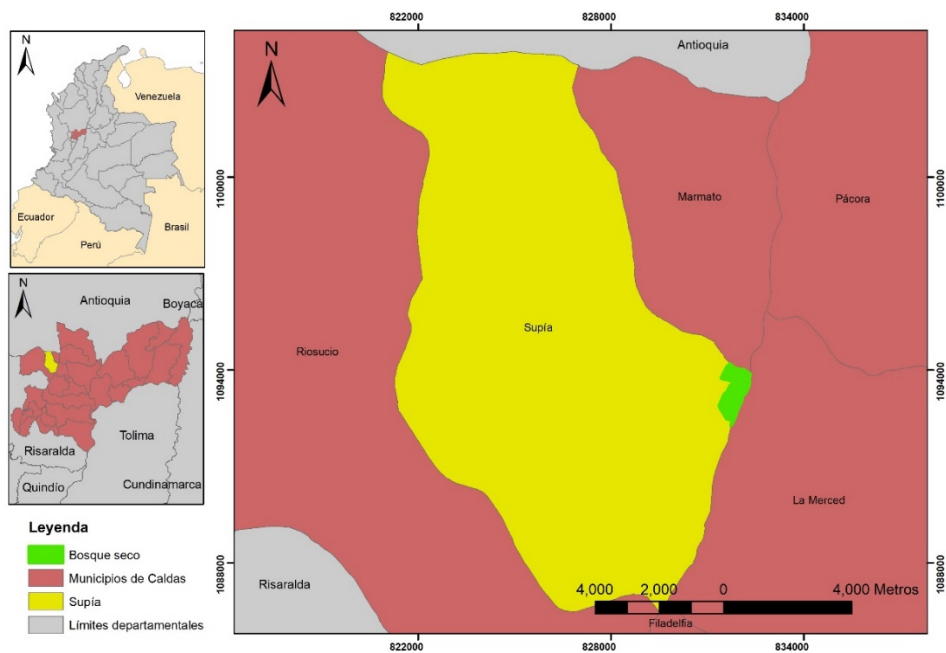 N
Venezuela
Ecuador
Perú
Brasil
N
Antioquia
Boyacá
Tolima
Risaralda
Quindío
Cundinamarca
Leyenda
Bosque seco
Municipios de Caldas
Supía
Límites departamentales
822000 828000 834000
N
Antioquia
Marmato
Pácora
Supía
Riosucio
La Merced
Risaralda
4,000 2,000 0 4,000 Metros
Filadelfía
1100000
1094000
1088000
1100000
1094000
1088000
822000 828000 834000